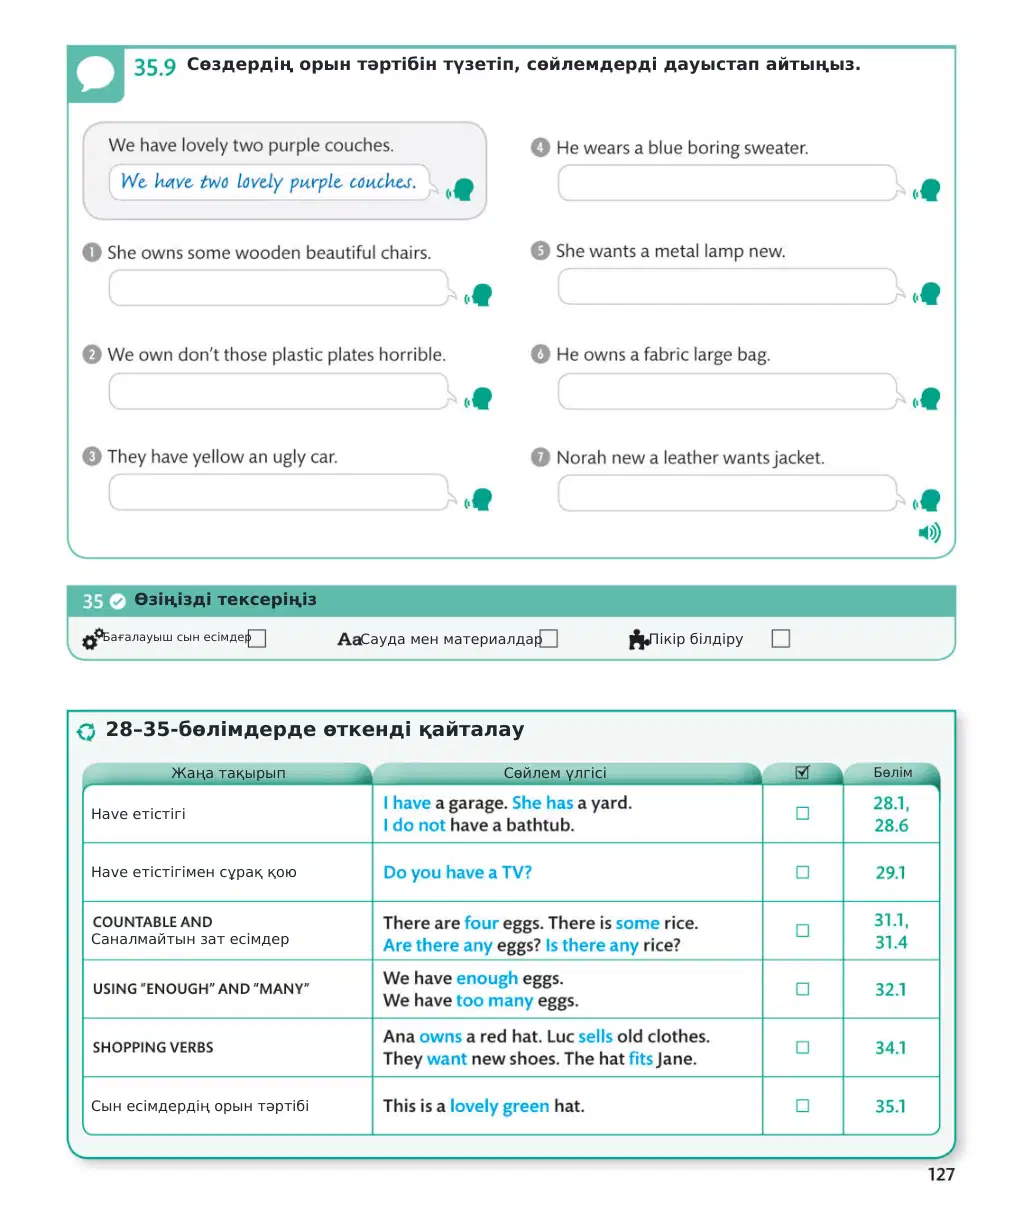 35.9 Сөздердің орын тәртібін түзетіп, сөйлемдерді дауыстап айтыңыз.
We have lovely two purple couches.
We have two lovely purple couches.
1 She owns some wooden beautiful chairs.
2 We own don't those plastic plates horrible.
3 They have yellow an ugly car.
4 He wears a blue boring sweater.
5 She wants a metal lamp new.
6 He owns a fabric large bag.
7 Norah new a leather wants jacket.
35 Өзіңізді тексеріңіз
Бағалауыш сын есімдер Aa Сауда мен материалдар Пікір білдіру
28–35-бөлімдерде өткенді қайталау
Жаңа тақырып Сөйлем үлгісі Бөлім
Have етістігі
I have a garage. She has a yard.
I do not have a bathtub.
28.1,
28.6
Have етістігімен сұрақ қою Do you have a TV? 29.1
COUNTABLE AND
Саналмайтын зат есімдер
There are four eggs. There is some rice.
Are there any eggs? Is there any rice?
31.1,
31.4
USING “ENOUGH” AND “MANY”
We have enough eggs.
We have too many eggs.
32.1
SHOPPING VERBS
Ana owns a red hat. Luc sells old clothes.
They want new shoes. The hat fits Jane.
34.1
Сын есімдердің орын тәртібі This is a lovely green hat. 35.1
127